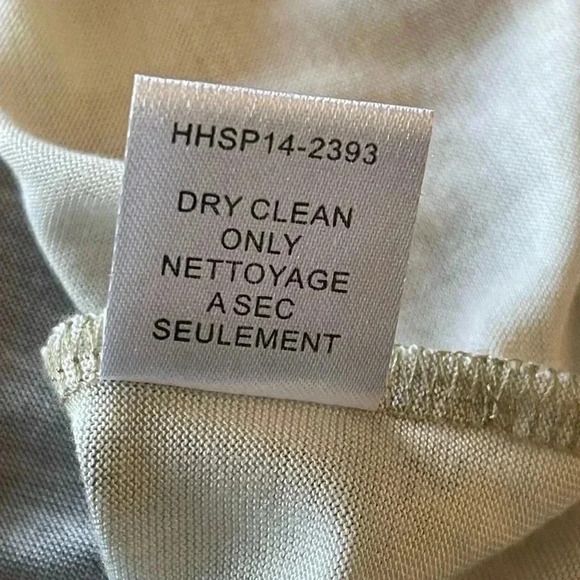 HHSP14-2393
DRY CLEAN
ONLY
NETTOYAGE
A SEC
SEULEMENT